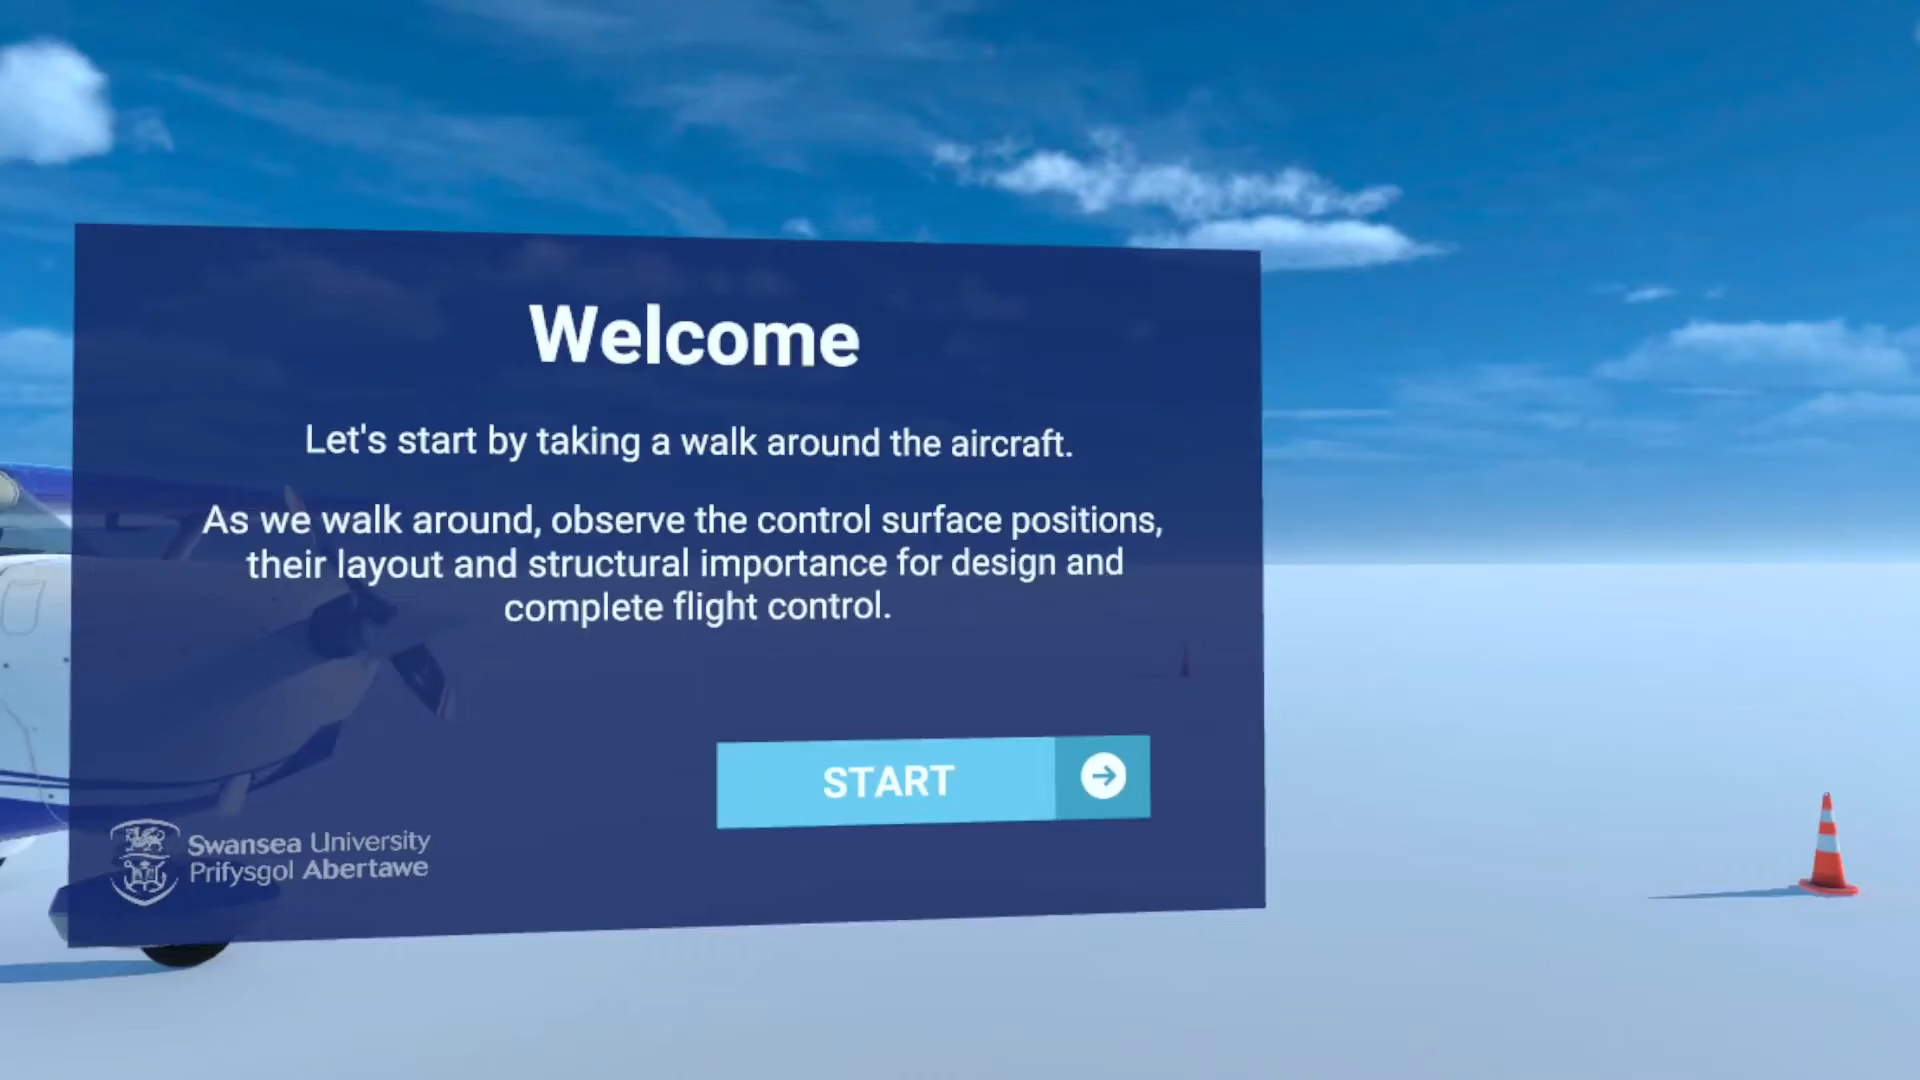 Welcome
Let's start by taking a walk around the aircraft.
As we walk around, observe the control surface positions,
their layout and structural importance for design and
complete flight control.
START
Swansea University
Prifysgol Abertawe